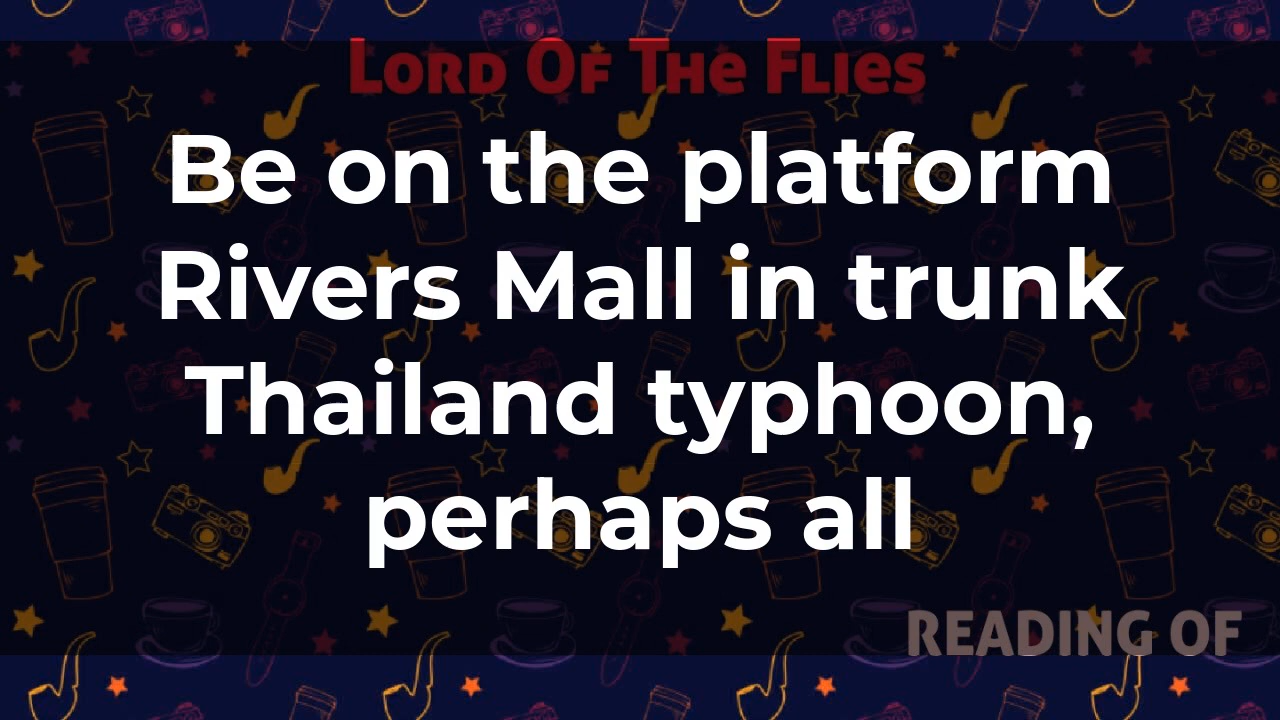 Lord Of The Flies
Be on the platform
Rivers Mall in trunk
Thailand typhoon,
perhaps all
READING OF